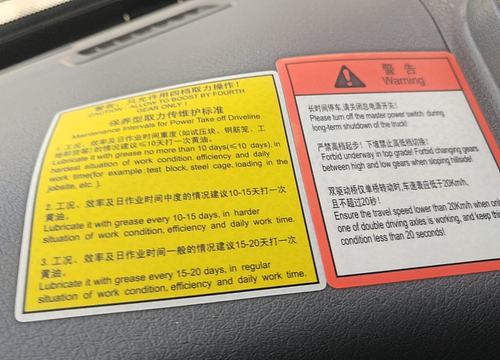 警告：只允许用四档取力操作！
CAUTION: ALLOW TO BOOST BY FOURTH
GEAR ONLY !
保养型取力传维护标准
Maintenance Intervals for Power Take off Driveline
1. 工况、效率及日作业时间重度（如试压块、钢筋笼、工
况建议≤10天打一次黄油。
Lubricate it with grease no more than 10 days(≤10 days), in
hardest situation of work condition, efficiency and daily
work time(for example:test block, steel cage, loading in the
jobsite, etc. ).
2. 工况、效率及日作业时间中度的情况建议10-15天打一次
黄油。
Lubricate it with grease every 10-15 days, in harder
situation of work condition, efficiency and daily work time.
3. 工况、效率及日作业时间一般的情况建议15-20天打一次
黄油。
Lubricate it with grease every 15-20 days, in regular
situation of work condition, efficiency and daily work time.
警 告
Warning
长时间停车,请关闭总电源开关!
Please turn off the master power switch during
long-term shutdown of the truck!
严禁高档起步！下坡禁止高低档切换！
Forbid underway in top grade! Forbid changing gears
between high and low gears when sloping hillside!
双驱动桥仅单桥转动时,车速需应低于20Km/h,
且不超过20秒!
Ensure the travel speed lower than 20Km/h when only
one of double driving axles is working, and keep this
condition less than 20 seconds!